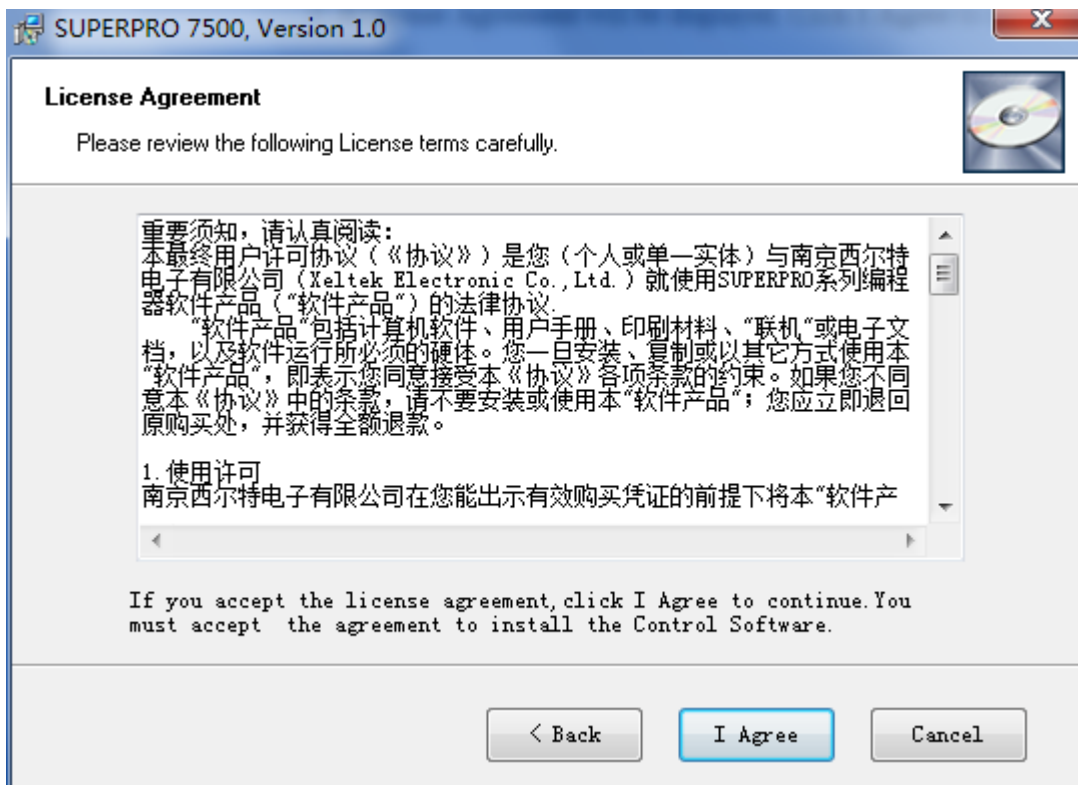 SUPERPRO 7500, Version 1.0
License Agreement
Please review the following License terms carefully.
重要须知，请认真阅读：
本最终用户许可协议（《协议》）是您（个人或单一实体）与南京西尔特
电子有限公司（Xeltek Electronic Co.,Ltd.）就使用SUPERPRO系列编程
器软件产品（"软件产品"）的法律协议.
"软件产品"包括计算机软件、用户手册、印刷材料、"联机"或电子文
档，以及软件运行所必须的硬体。您一旦安装、复制或以其它方式使用本
"软件产品"，即表示您同意接受本《协议》各项条款的约束。如果您不同
意本《协议》中的条款，请不要安装或使用本"软件产品"；您应立即退回
原购买处，并获得全额退款。
1.使用许可
南京西尔特电子有限公司在您能出示有效购买凭证的前提下将本"软件产
If you accept the license agreement,click I Agree to continue.You
must accept  the agreement to install the Control Software.
< Back
I Agree
Cancel